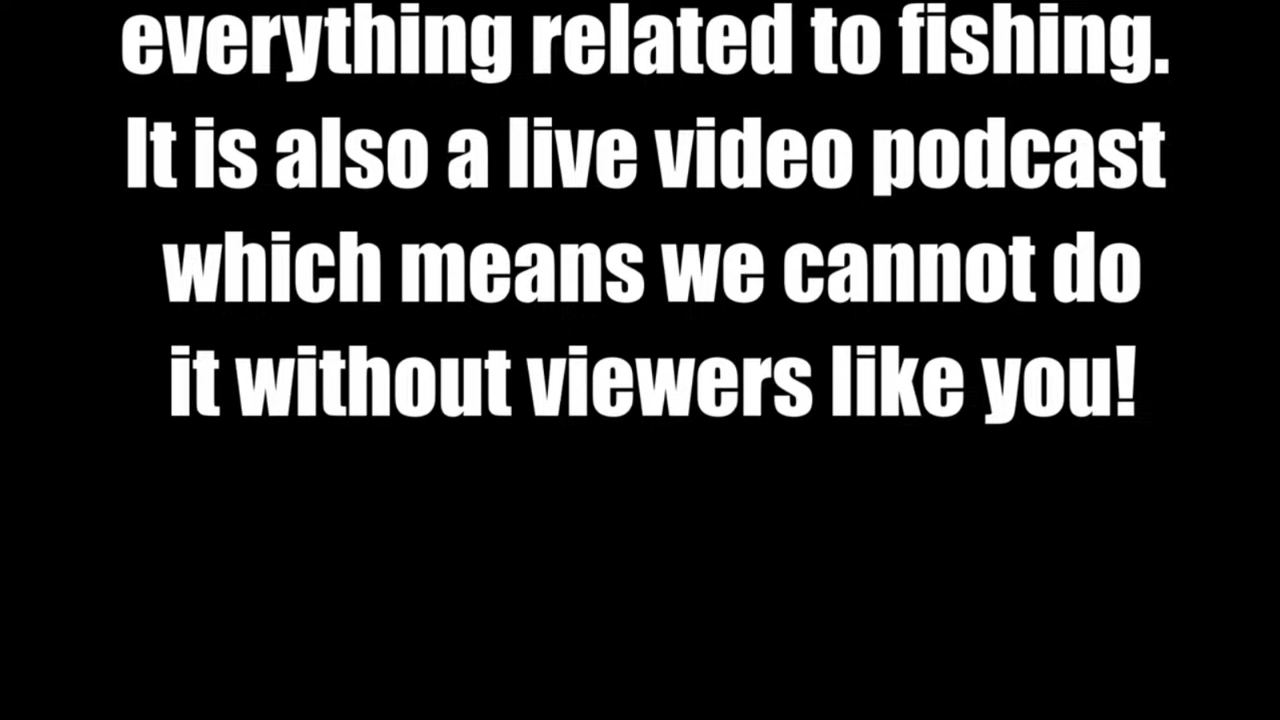 everything related to fishing.
It is also a live video podcast
which means we cannot do
it without viewers like you!